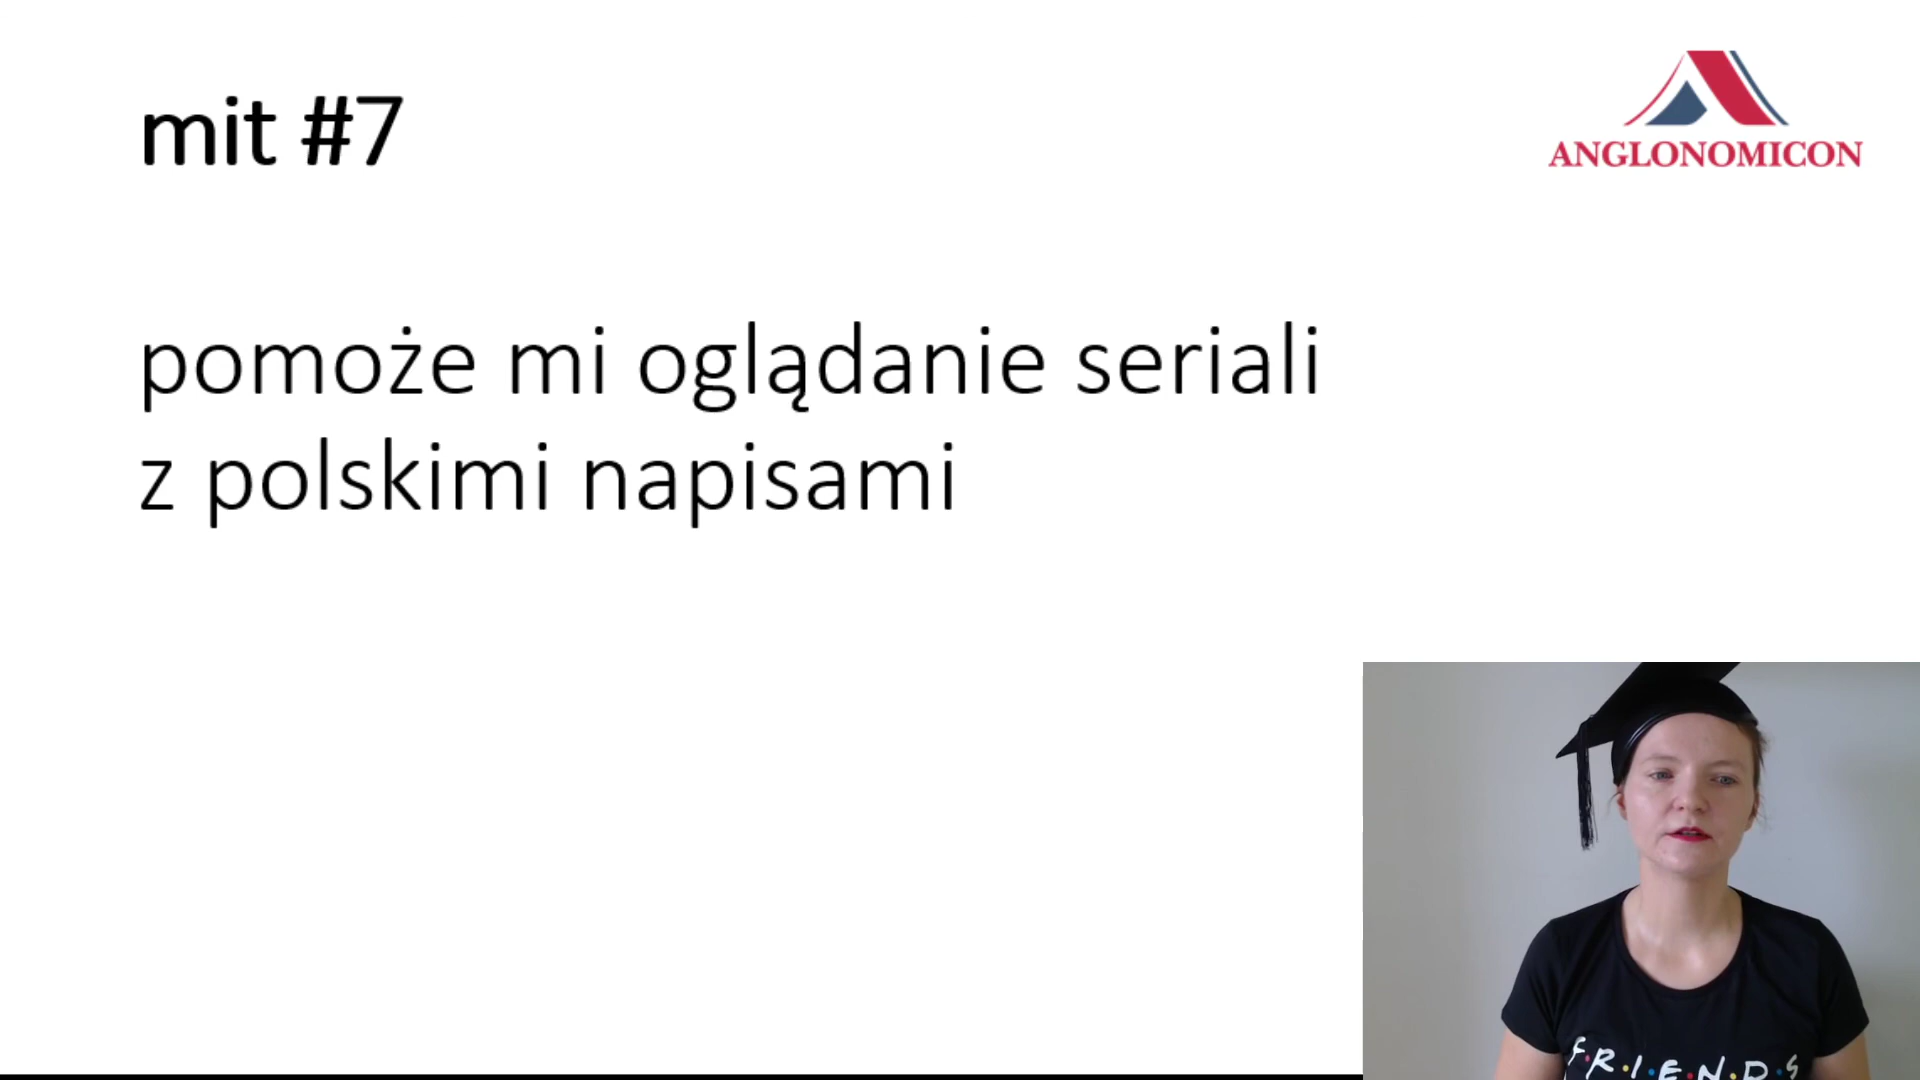 mit #7
ANGLONOMICON
pomoże mi oglądanie seriali
z polskimi napisami
F·R·I·E·N·D·S